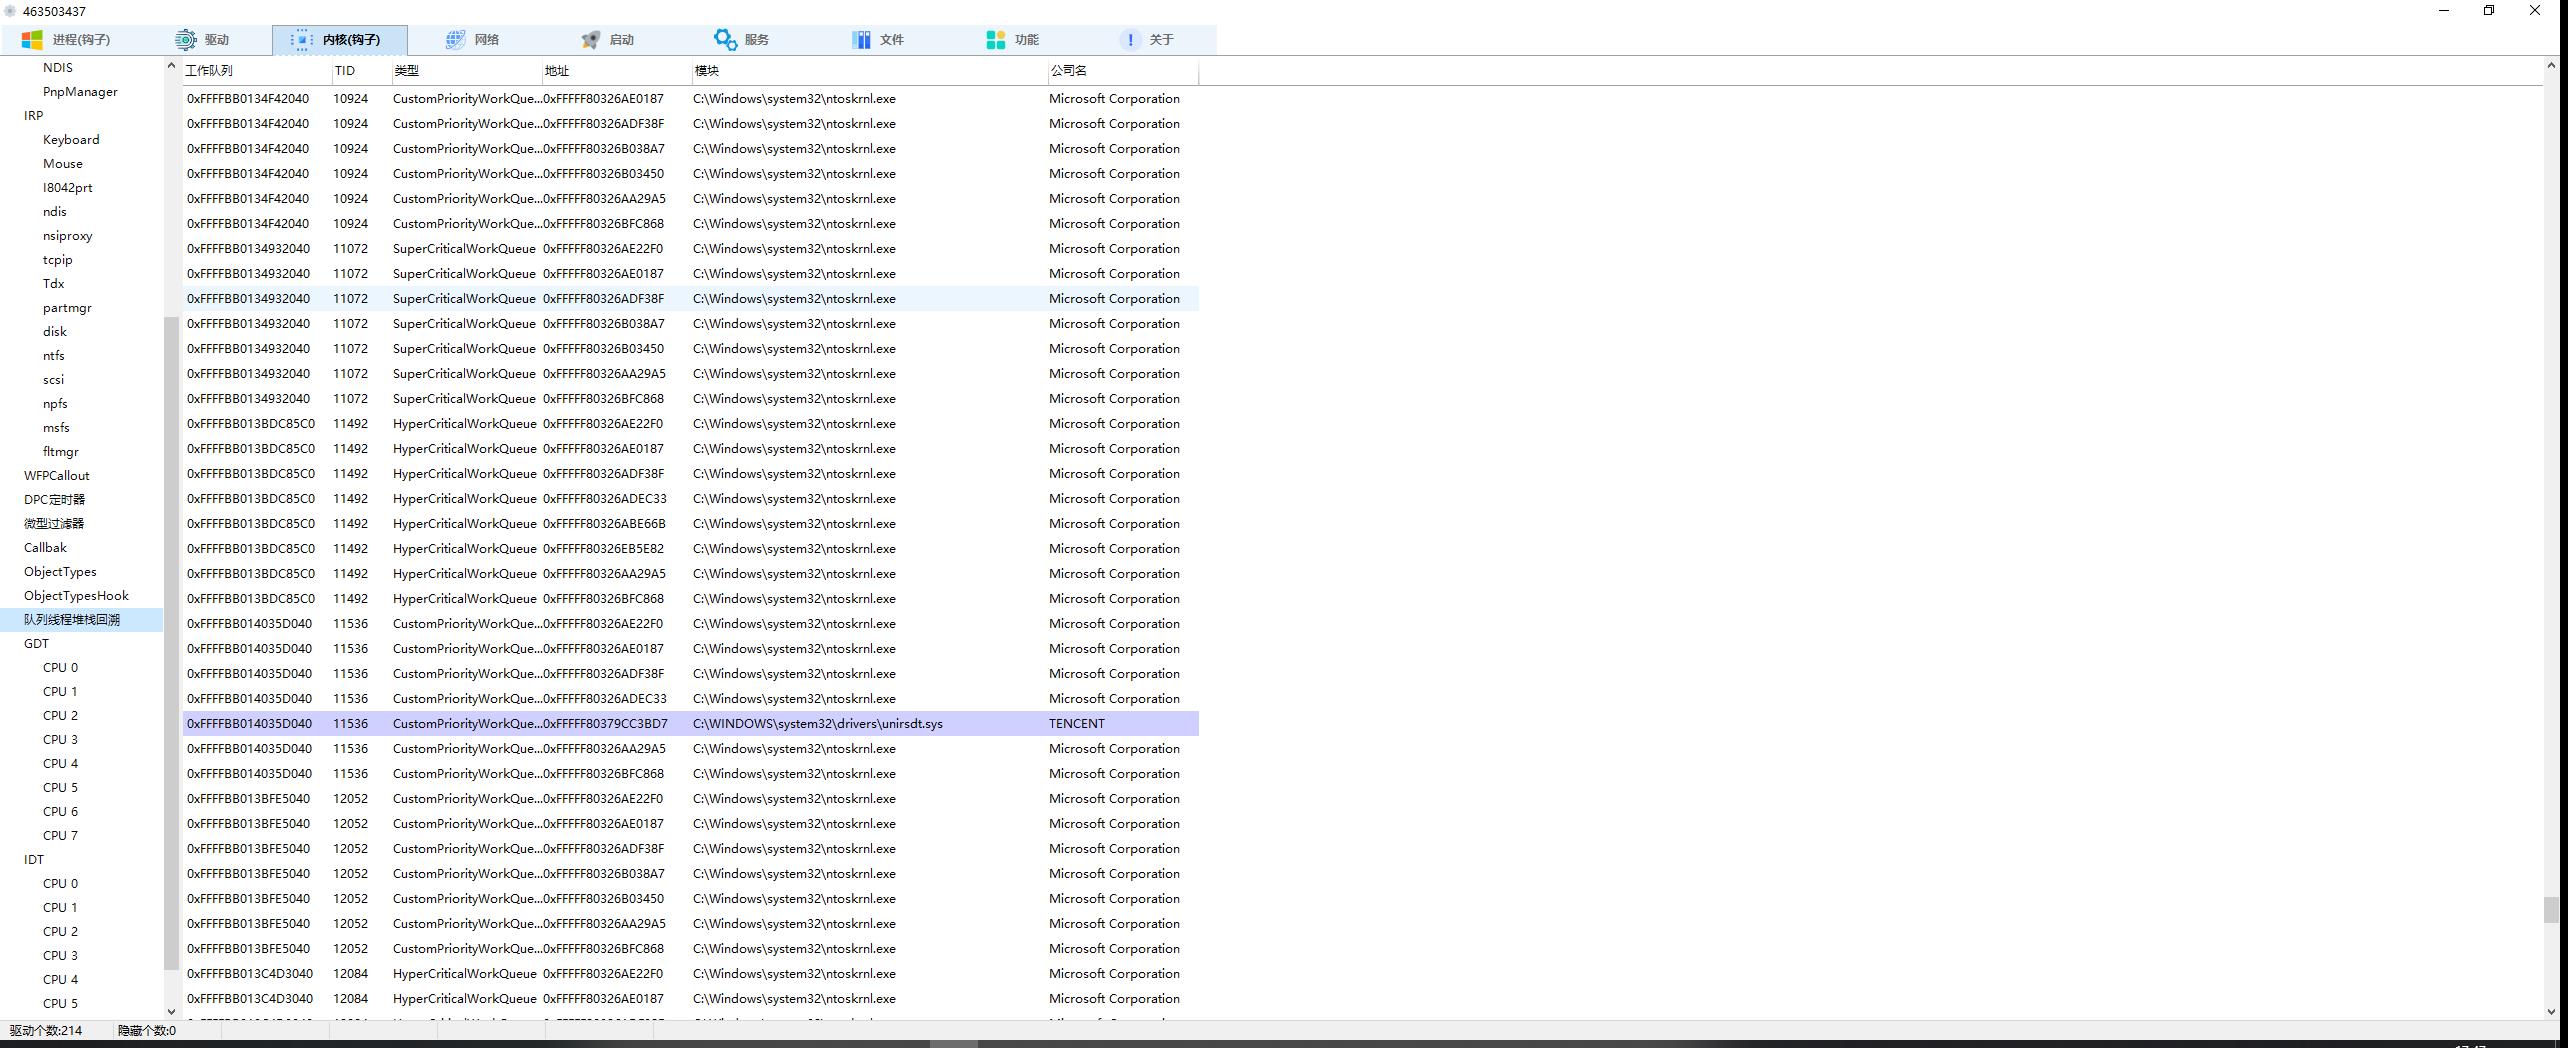 463503437
进程(钩子) 驱动 内核(钩子) 网络 启动 服务 文件 功能 关于
NDIS
PnpManager
IRP
Keyboard
Mouse
I8042prt
ndis
nsiproxy
tcpip
Tdx
partmgr
disk
ntfs
scsi
npfs
msfs
fltmgr
WFPCallout
DPC定时器
微型过滤器
Callbak
ObjectTypes
ObjectTypesHook
队列线程堆栈回溯
GDT
CPU 0
CPU 1
CPU 2
CPU 3
CPU 4
CPU 5
CPU 6
CPU 7
IDT
CPU 0
CPU 1
CPU 2
CPU 3
CPU 4
CPU 5
工作队列 TID 类型 地址 模块 公司名
0xFFFFBB0134F42040 10924 CustomPriorityWorkQue...0xFFFFF80326AE0187 C:\Windows\system32\ntoskrnl.exe Microsoft Corporation
0xFFFFBB0134F42040 10924 CustomPriorityWorkQue...0xFFFFF80326ADF38F C:\Windows\system32\ntoskrnl.exe Microsoft Corporation
0xFFFFBB0134F42040 10924 CustomPriorityWorkQue...0xFFFFF80326B038A7 C:\Windows\system32\ntoskrnl.exe Microsoft Corporation
0xFFFFBB0134F42040 10924 CustomPriorityWorkQue...0xFFFFF80326B03450 C:\Windows\system32\ntoskrnl.exe Microsoft Corporation
0xFFFFBB0134F42040 10924 CustomPriorityWorkQue...0xFFFFF80326AA29A5 C:\Windows\system32\ntoskrnl.exe Microsoft Corporation
0xFFFFBB0134F42040 10924 CustomPriorityWorkQue...0xFFFFF80326BFC868 C:\Windows\system32\ntoskrnl.exe Microsoft Corporation
0xFFFFBB0134932040 11072 SuperCriticalWorkQueue 0xFFFFF80326AE22F0 C:\Windows\system32\ntoskrnl.exe Microsoft Corporation
0xFFFFBB0134932040 11072 SuperCriticalWorkQueue 0xFFFFF80326AE0187 C:\Windows\system32\ntoskrnl.exe Microsoft Corporation
0xFFFFBB0134932040 11072 SuperCriticalWorkQueue 0xFFFFF80326ADF38F C:\Windows\system32\ntoskrnl.exe Microsoft Corporation
0xFFFFBB0134932040 11072 SuperCriticalWorkQueue 0xFFFFF80326B038A7 C:\Windows\system32\ntoskrnl.exe Microsoft Corporation
0xFFFFBB0134932040 11072 SuperCriticalWorkQueue 0xFFFFF80326B03450 C:\Windows\system32\ntoskrnl.exe Microsoft Corporation
0xFFFFBB0134932040 11072 SuperCriticalWorkQueue 0xFFFFF80326AA29A5 C:\Windows\system32\ntoskrnl.exe Microsoft Corporation
0xFFFFBB0134932040 11072 SuperCriticalWorkQueue 0xFFFFF80326BFC868 C:\Windows\system32\ntoskrnl.exe Microsoft Corporation
0xFFFFBB013BDC85C0 11492 HyperCriticalWorkQueue 0xFFFFF80326AE22F0 C:\Windows\system32\ntoskrnl.exe Microsoft Corporation
0xFFFFBB013BDC85C0 11492 HyperCriticalWorkQueue 0xFFFFF80326AE0187 C:\Windows\system32\ntoskrnl.exe Microsoft Corporation
0xFFFFBB013BDC85C0 11492 HyperCriticalWorkQueue 0xFFFFF80326ADF38F C:\Windows\system32\ntoskrnl.exe Microsoft Corporation
0xFFFFBB013BDC85C0 11492 HyperCriticalWorkQueue 0xFFFFF80326ADEC33 C:\Windows\system32\ntoskrnl.exe Microsoft Corporation
0xFFFFBB013BDC85C0 11492 HyperCriticalWorkQueue 0xFFFFF80326ABE66B C:\Windows\system32\ntoskrnl.exe Microsoft Corporation
0xFFFFBB013BDC85C0 11492 HyperCriticalWorkQueue 0xFFFFF80326EB5E82 C:\Windows\system32\ntoskrnl.exe Microsoft Corporation
0xFFFFBB013BDC85C0 11492 HyperCriticalWorkQueue 0xFFFFF80326AA29A5 C:\Windows\system32\ntoskrnl.exe Microsoft Corporation
0xFFFFBB013BDC85C0 11492 HyperCriticalWorkQueue 0xFFFFF80326BFC868 C:\Windows\system32\ntoskrnl.exe Microsoft Corporation
0xFFFFBB014035D040 11536 CustomPriorityWorkQue...0xFFFFF80326AE22F0 C:\Windows\system32\ntoskrnl.exe Microsoft Corporation
0xFFFFBB014035D040 11536 CustomPriorityWorkQue...0xFFFFF80326AE0187 C:\Windows\system32\ntoskrnl.exe Microsoft Corporation
0xFFFFBB014035D040 11536 CustomPriorityWorkQue...0xFFFFF80326ADF38F C:\Windows\system32\ntoskrnl.exe Microsoft Corporation
0xFFFFBB014035D040 11536 CustomPriorityWorkQue...0xFFFFF80326ADEC33 C:\Windows\system32\ntoskrnl.exe Microsoft Corporation
0xFFFFBB014035D040 11536 CustomPriorityWorkQue...0xFFFFF80379CC3BD7 C:\WINDOWS\system32\drivers\unirsdt.sys TENCENT
0xFFFFBB014035D040 11536 CustomPriorityWorkQue...0xFFFFF80326AA29A5 C:\Windows\system32\ntoskrnl.exe Microsoft Corporation
0xFFFFBB014035D040 11536 CustomPriorityWorkQue...0xFFFFF80326BFC868 C:\Windows\system32\ntoskrnl.exe Microsoft Corporation
0xFFFFBB013BFE5040 12052 CustomPriorityWorkQue...0xFFFFF80326AE22F0 C:\Windows\system32\ntoskrnl.exe Microsoft Corporation
0xFFFFBB013BFE5040 12052 CustomPriorityWorkQue...0xFFFFF80326AE0187 C:\Windows\system32\ntoskrnl.exe Microsoft Corporation
0xFFFFBB013BFE5040 12052 CustomPriorityWorkQue...0xFFFFF80326ADF38F C:\Windows\system32\ntoskrnl.exe Microsoft Corporation
0xFFFFBB013BFE5040 12052 CustomPriorityWorkQue...0xFFFFF80326B038A7 C:\Windows\system32\ntoskrnl.exe Microsoft Corporation
0xFFFFBB013BFE5040 12052 CustomPriorityWorkQue...0xFFFFF80326B03450 C:\Windows\system32\ntoskrnl.exe Microsoft Corporation
0xFFFFBB013BFE5040 12052 CustomPriorityWorkQue...0xFFFFF80326AA29A5 C:\Windows\system32\ntoskrnl.exe Microsoft Corporation
0xFFFFBB013BFE5040 12052 CustomPriorityWorkQue...0xFFFFF80326BFC868 C:\Windows\system32\ntoskrnl.exe Microsoft Corporation
0xFFFFBB013C4D3040 12084 HyperCriticalWorkQueue 0xFFFFF80326AE22F0 C:\Windows\system32\ntoskrnl.exe Microsoft Corporation
0xFFFFBB013C4D3040 12084 HyperCriticalWorkQueue 0xFFFFF80326AE0187 C:\Windows\system32\ntoskrnl.exe Microsoft Corporation
驱动个数:214 隐藏个数:0